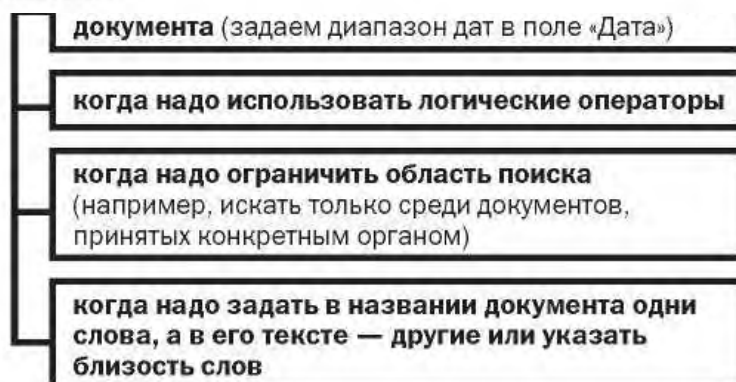 документа (задаем диапазон дат в поле «Дата»)
когда надо использовать логические операторы
когда надо ограничить область поиска
(например, искать только среди документов,
принятых конкретным органом)
когда надо задать в названии документа одни
слова, а в его тексте — другие или указать
близость слов